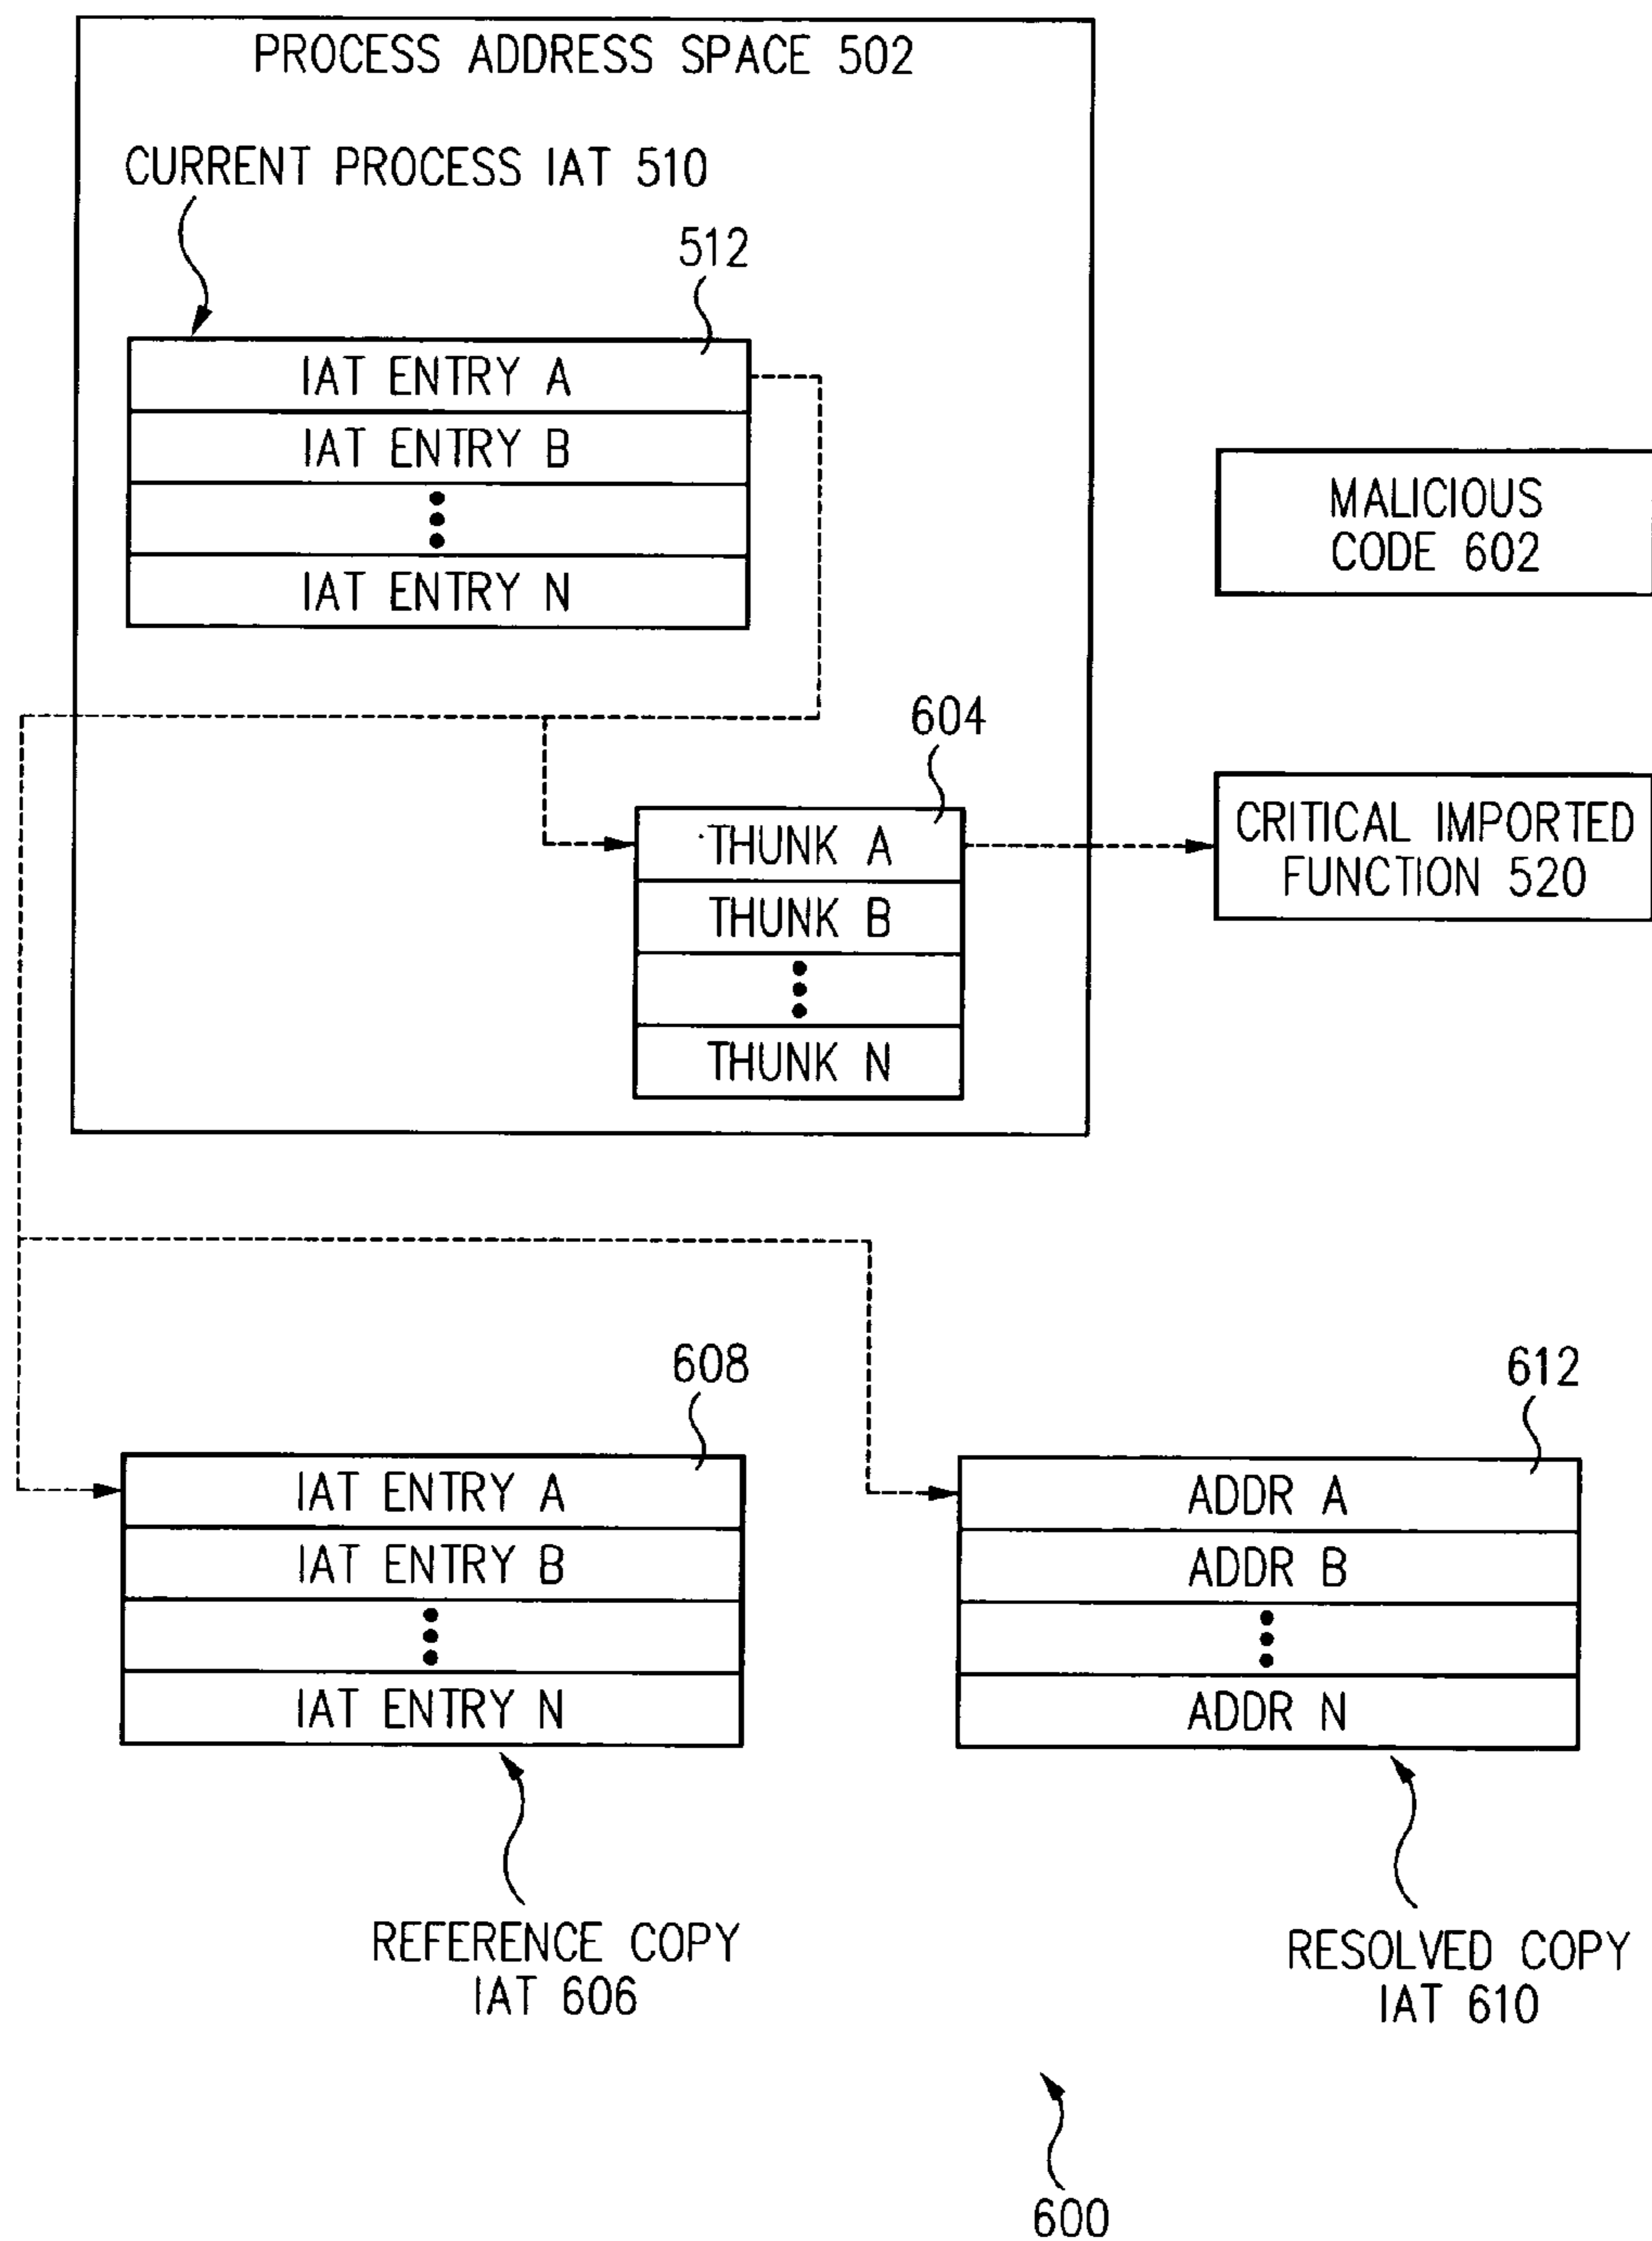 PROCESS ADDRESS SPACE 502
CURRENT PROCESS IAT 510
512
IAT ENTRY A
IAT ENTRY B
IAT ENTRY N
MALICIOUS
CODE 602
604
THUNK A
THUNK B
THUNK N
CRITICAL IMPORTED
FUNCTION 520
608
IAT ENTRY A
IAT ENTRY B
IAT ENTRY N
REFERENCE COPY
IAT 606
612
ADDR A
ADDR B
ADDR N
RESOLVED COPY
IAT 610
600